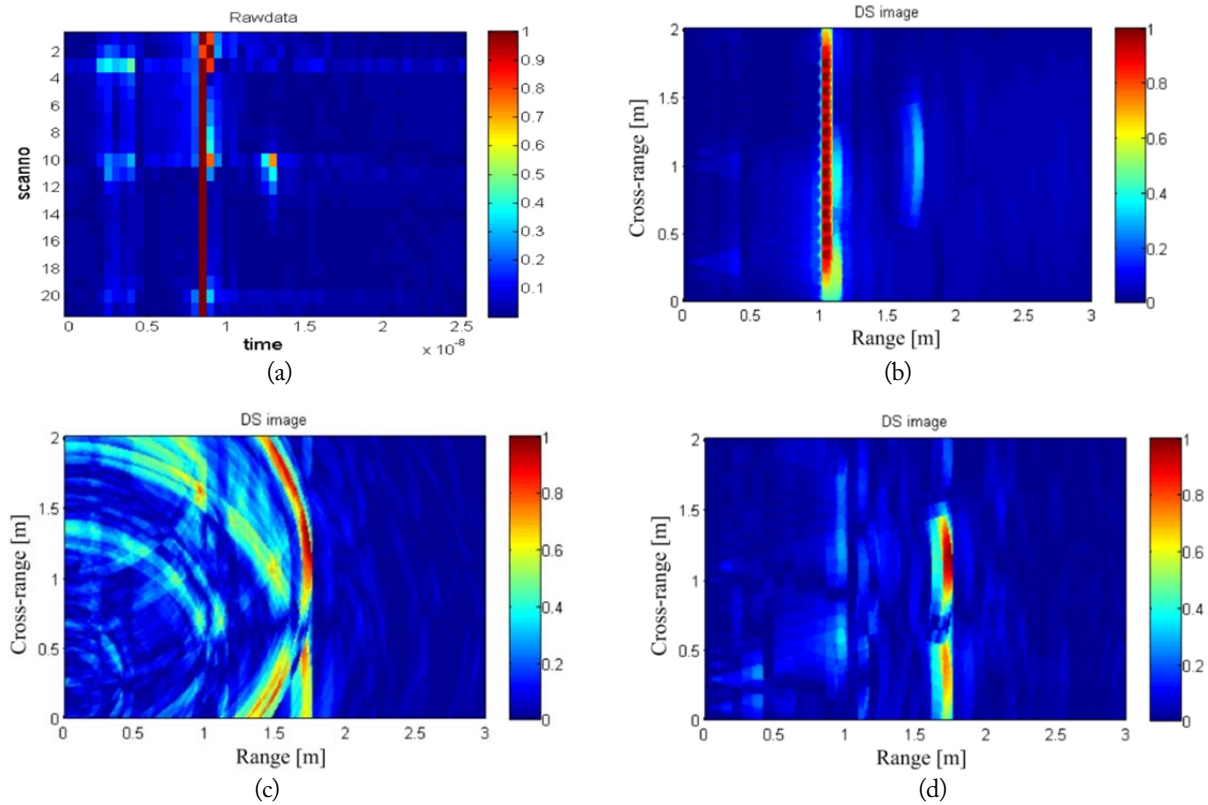 Rawdata
scanno
2
4
6
8
10
12
14
16
18
20
0 0.5 1 1.5 2 2.5
time
x 10⁻⁸
1
0.9
0.8
0.7
0.6
0.5
0.4
0.3
0.2
0.1
(a)
DS image
Cross-range [m]
2
1.5
1
0.5
0
0 0.5 1 1.5 2 2.5 3
Range [m]
1
0.8
0.6
0.4
0.2
0
(b)
DS image
Cross-range [m]
2
1.5
1
0.5
0
0 0.5 1 1.5 2 2.5 3
Range [m]
1
0.8
0.6
0.4
0.2
0
(c)
DS image
Cross-range [m]
2
1.5
1
0.5
0
0 0.5 1 1.5 2 2.5 3
Range [m]
1
0.8
0.6
0.4
0.2
0
(d)